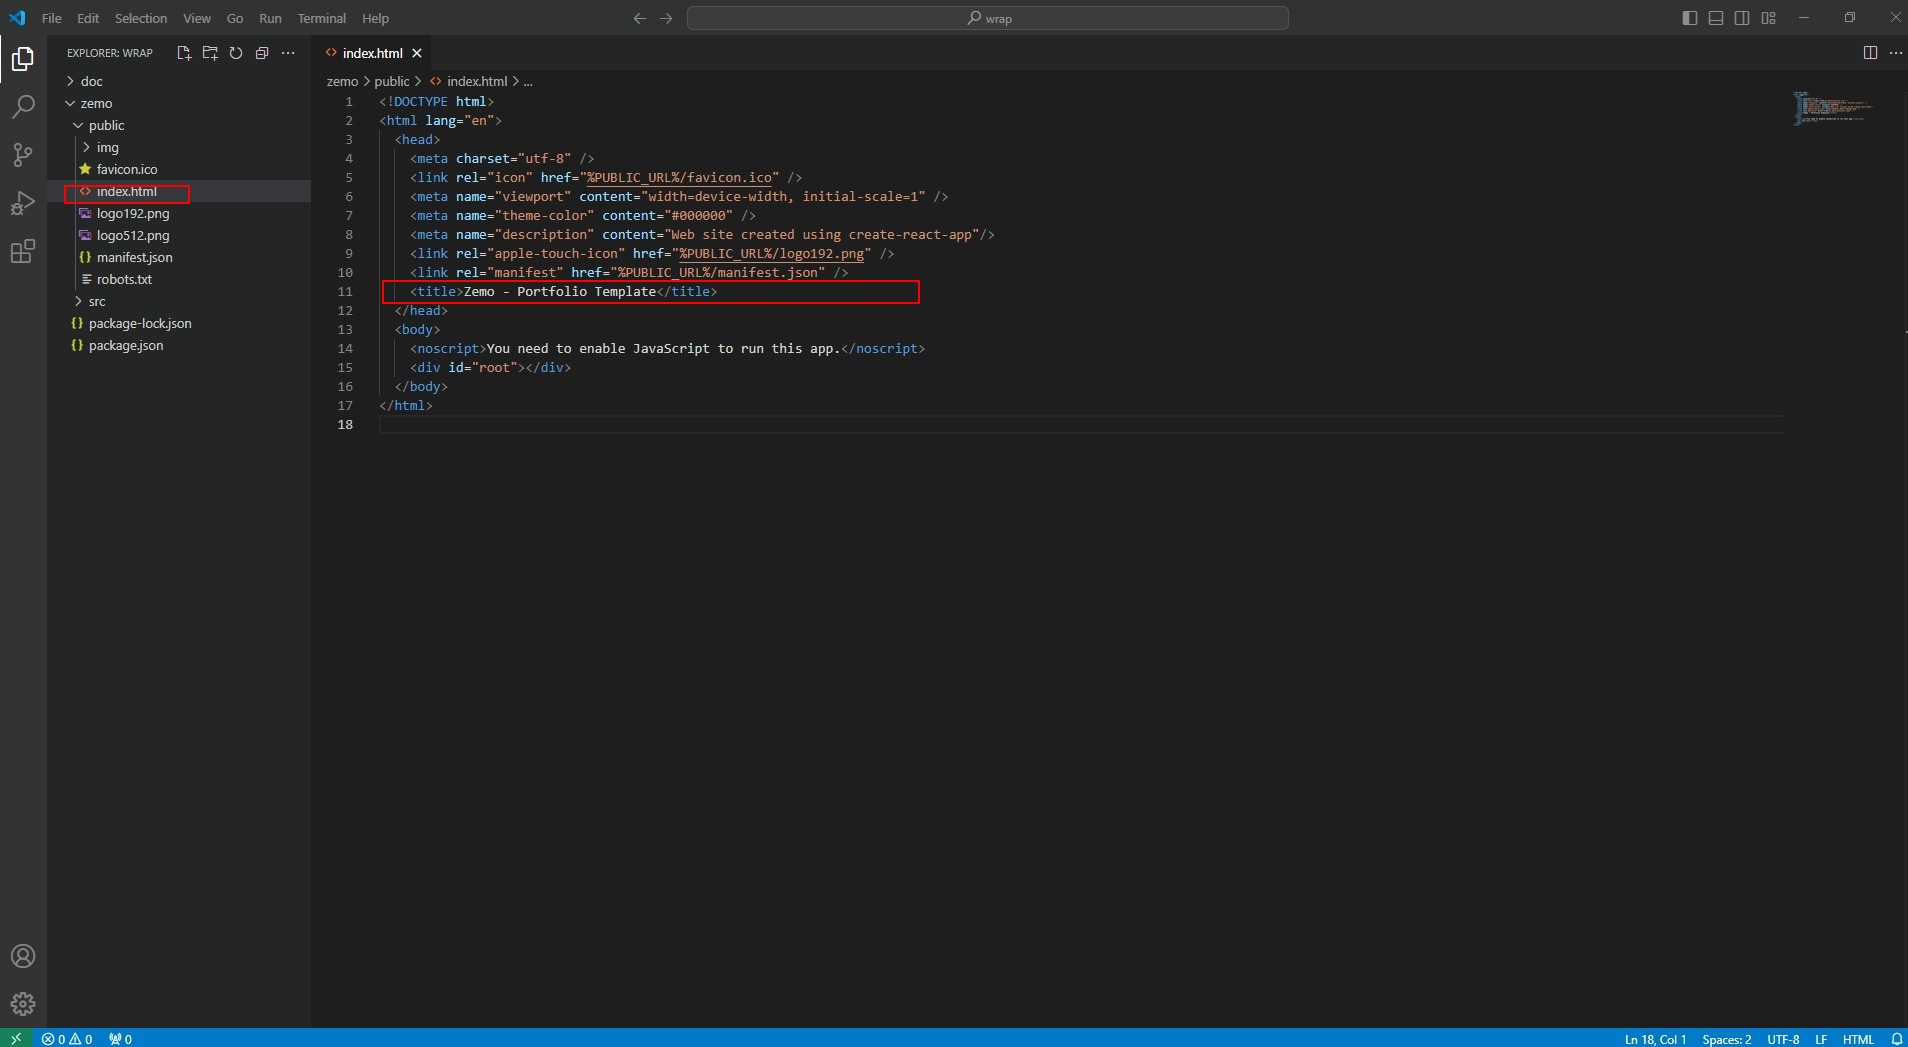 File Edit Selection View Go Run Terminal Help
wrap
EXPLORER: WRAP
index.html
doc
zemo
public
img
favicon.ico
index.html
logo192.png
logo512.png
manifest.json
robots.txt
src
package-lock.json
package.json
zemo > public > index.html > ...
1 <!DOCTYPE html>
2 <html lang="en">
3 <head>
4 <meta charset="utf-8" />
5 <link rel="icon" href="%PUBLIC_URL%/favicon.ico" />
6 <meta name="viewport" content="width=device-width, initial-scale=1" />
7 <meta name="theme-color" content="#000000" />
8 <meta name="description" content="Web site created using create-react-app"/>
9 <link rel="apple-touch-icon" href="%PUBLIC_URL%/logo192.png" />
10 <link rel="manifest" href="%PUBLIC_URL%/manifest.json" />
11 <title>Zemo - Portfolio Template</title>
12 </head>
13 <body>
14 <noscript>You need to enable JavaScript to run this app.</noscript>
15 <div id="root"></div>
16 </body>
17 </html>
18
0 0 0
Ln 18, Col 1 Spaces: 2 UTF-8 LF HTML